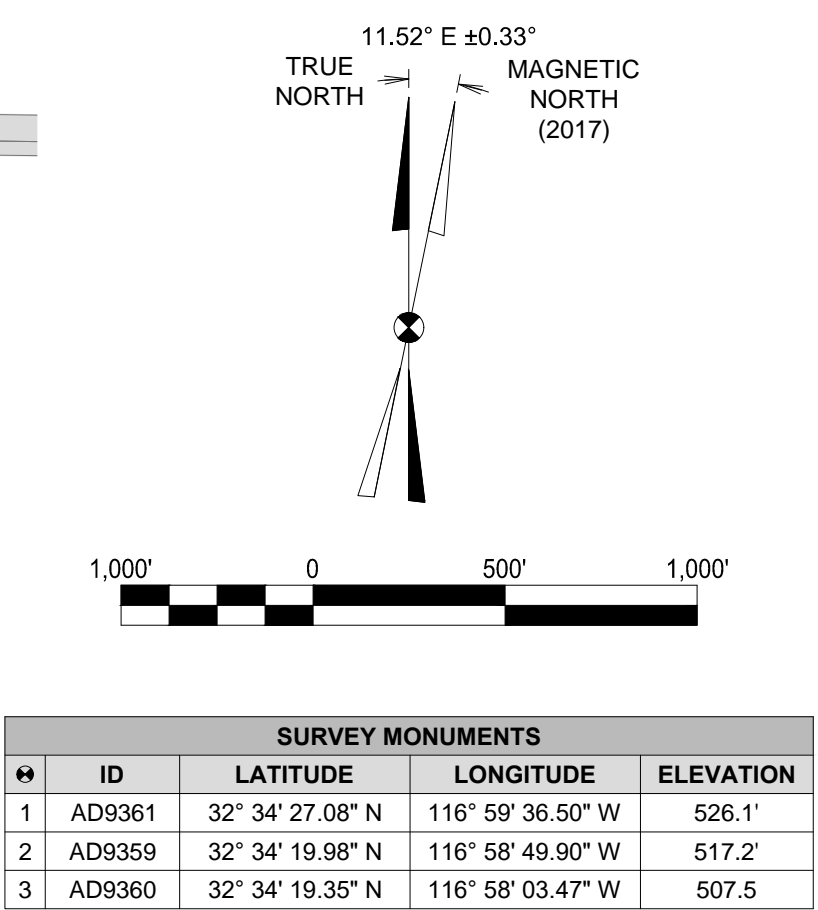 11.52° E ±0.33°
TRUE
NORTH
MAGNETIC
NORTH
(2017)
1,000' 0 500' 1,000'
SURVEY MONUMENTS
ID LATITUDE LONGITUDE ELEVATION
1 AD9361 32° 34' 27.08" N 116° 59' 36.50" W 526.1'
2 AD9359 32° 34' 19.98" N 116° 58' 49.90" W 517.2'
3 AD9360 32° 34' 19.35" N 116° 58' 03.47" W 507.5